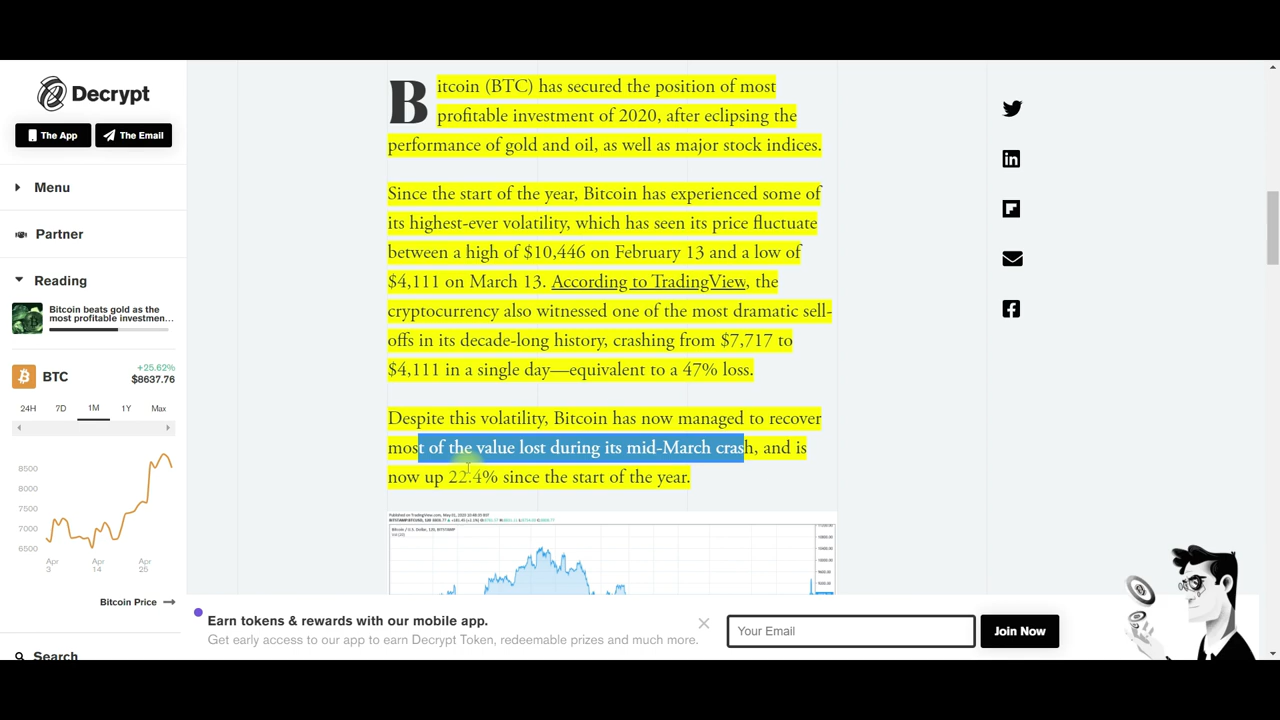 Decrypt
The App
The Email
Menu
Partner
Reading
Bitcoin beats gold as the
most profitable investmen...
BTC
+25.62%
$8637.76
24H 7D 1M 1Y Max
8500
8000
7500
7000
6500
Apr
3
Apr
14
Apr
25
Bitcoin Price
Search
Bitcoin (BTC) has secured the position of most
profitable investment of 2020, after eclipsing the
performance of gold and oil, as well as major stock indices.
Since the start of the year, Bitcoin has experienced some of
its highest-ever volatility, which has seen its price fluctuate
between a high of $10,446 on February 13 and a low of
$4,111 on March 13. According to TradingView, the
cryptocurrency also witnessed one of the most dramatic sell-
offs in its decade-long history, crashing from $7,717 to
$4,111 in a single day—equivalent to a 47% loss.
Despite this volatility, Bitcoin has now managed to recover
most of the value lost during its mid-March crash, and is
now up 22.4% since the start of the year.
Earn tokens & rewards with our mobile app.
Get early access to our app to earn Decrypt Token, redeemable prizes and much more.
Your Email
Join Now